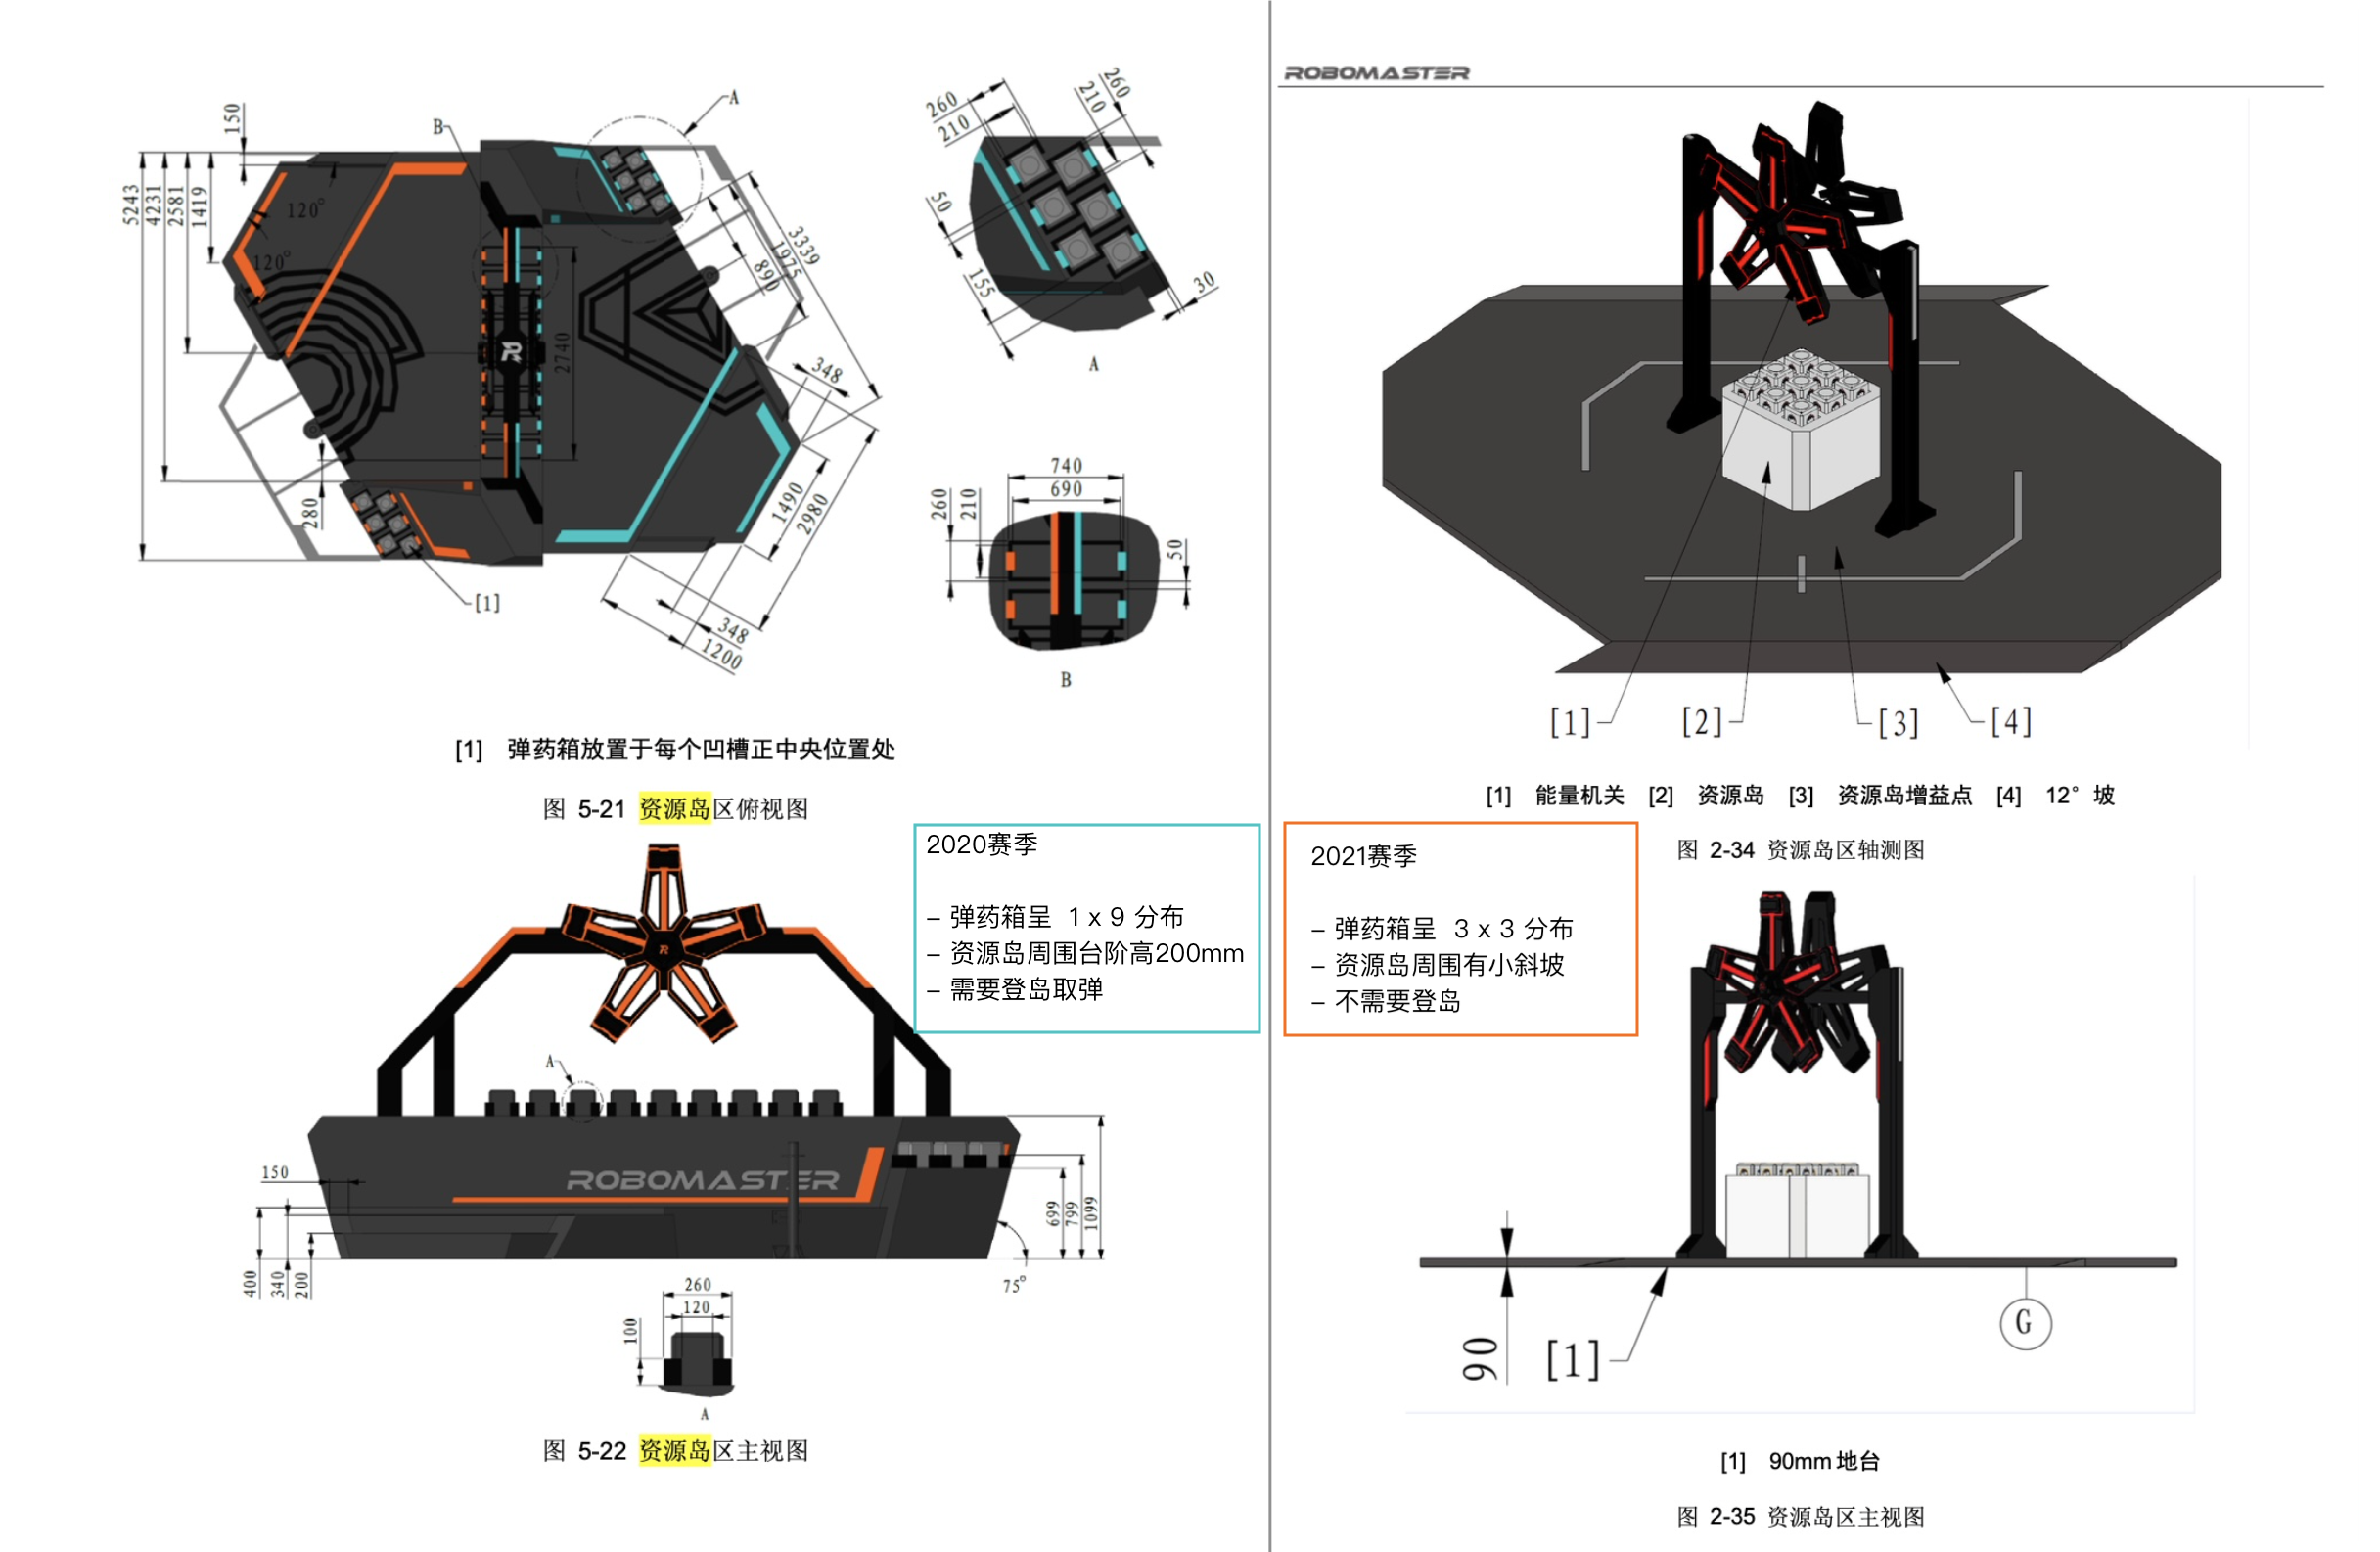 150
5243
4231
2581
1419
120°
120°
B
A
2740
280
[1]
3339
1975
890
348
1490
2980
348
1200
260
210
260
210
50
155
30
A
740
690
260
210
50
B
[1] 弹药箱放置于每个凹槽正中央位置处
图 5-21 资源岛区俯视图
2020赛季
– 弹药箱呈 1 x 9 分布
– 资源岛周围台阶高200mm
– 需要登岛取弹
A
ROBOMASTER
150
400
340
200
699
799
1099
75°
260
120
100
A
图 5-22 资源岛区主视图
ROBOMASTER
[1]
[2]
[3]
[4]
[1] 能量机关 [2] 资源岛 [3] 资源岛增益点 [4] 12° 坡
图 2-34 资源岛区轴测图
2021赛季
– 弹药箱呈 3 x 3 分布
– 资源岛周围有小斜坡
– 不需要登岛
90
[1]
G
[1] 90mm 地台
图 2-35 资源岛区主视图